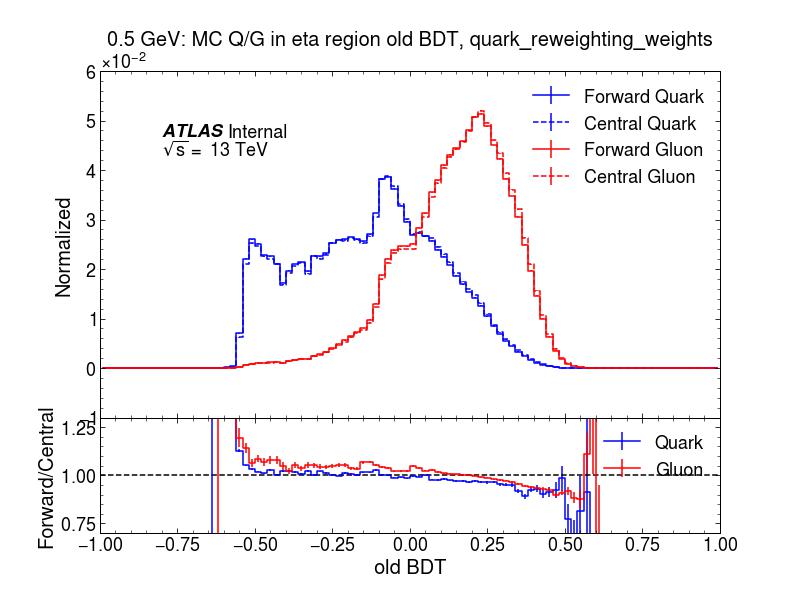 0.5 GeV: MC Q/G in eta region old BDT, quark_reweighting_weights
×10⁻²
6
5
4
3
2
1
0
−1
Normalized
ATLAS Internal
√s = 13 TeV
Forward Quark
Central Quark
Forward Gluon
Central Gluon
1.25
1.00
0.75
Forward/Central
Quark
Gluon
−1.00 −0.75 −0.50 −0.25 0.00 0.25 0.50 0.75 1.00
old BDT